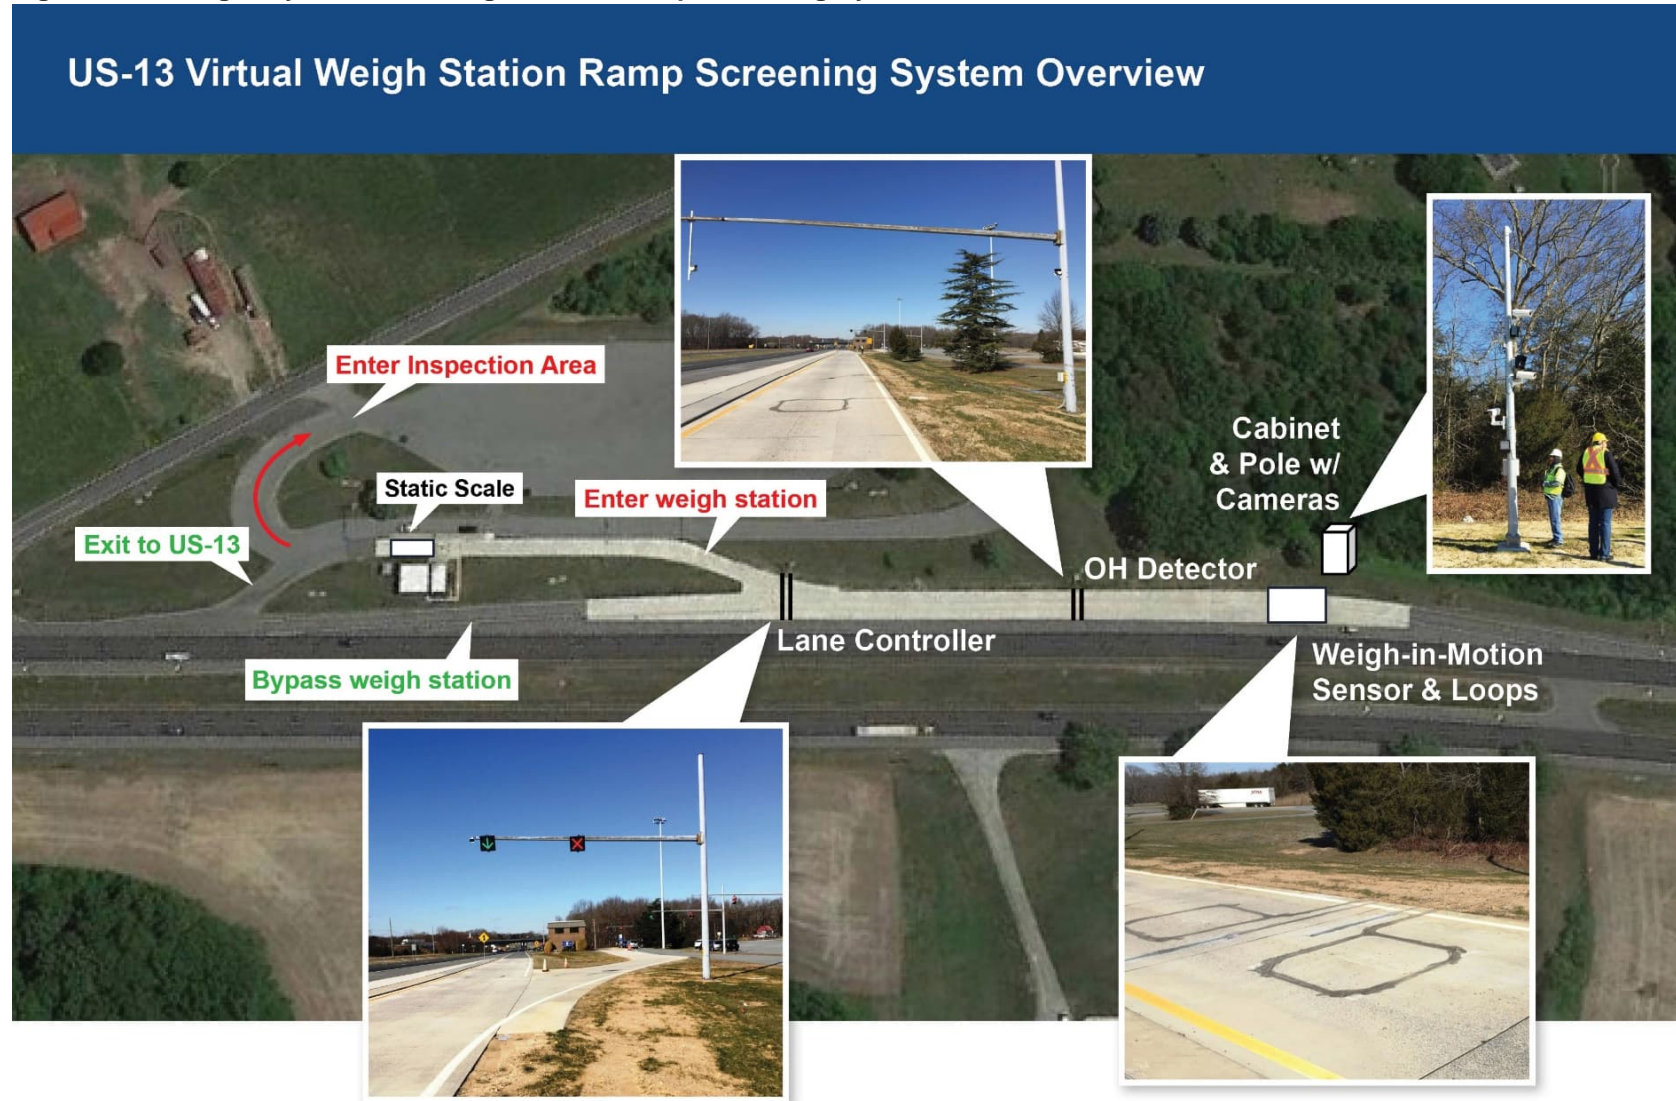 US-13 Virtual Weigh Station Ramp Screening System Overview
Enter Inspection Area
Static Scale
Enter weigh station
Cabinet
& Pole w/
Cameras
Exit to US-13
OH Detector
Lane Controller
Bypass weigh station
Weigh-in-Motion
Sensor & Loops